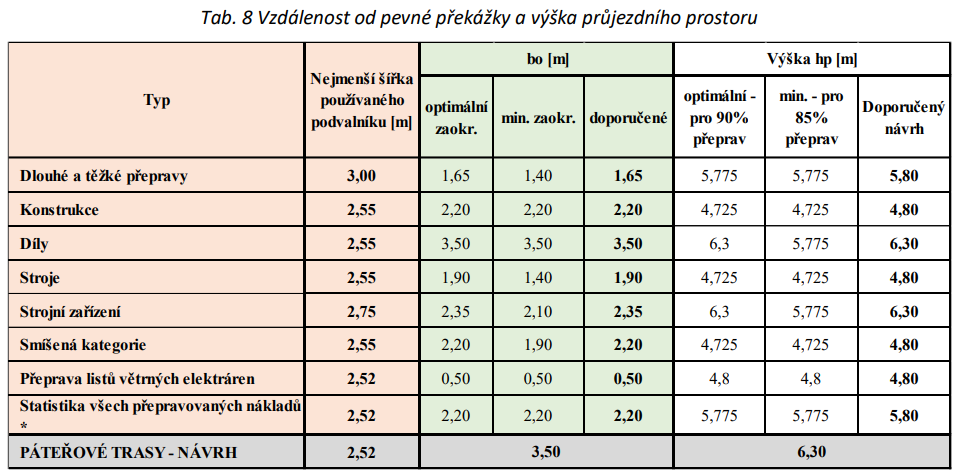 Tab. 8 Vzdálenost od pevné překážky a výška průjezdního prostoru
Typ | Nejmenší šířka používaného podvalníku [m] | bo [m] | Výška hp [m]
optimální zaokr. | min. zaokr. | doporučené | optimální - pro 90% přeprav | min. - pro 85% přeprav | Doporučený návrh
Dlouhé a těžké přepravy | 3,00 | 1,65 | 1,40 | 1,65 | 5,775 | 5,775 | 5,80
Konstrukce | 2,55 | 2,20 | 2,20 | 2,20 | 4,725 | 4,725 | 4,80
Díly | 2,55 | 3,50 | 3,50 | 3,50 | 6,3 | 5,775 | 6,30
Stroje | 2,55 | 1,90 | 1,40 | 1,90 | 4,725 | 4,725 | 4,80
Strojní zařízení | 2,75 | 2,35 | 2,10 | 2,35 | 6,3 | 5,775 | 6,30
Smíšená kategorie | 2,55 | 2,20 | 1,90 | 2,20 | 4,725 | 4,725 | 4,80
Přeprava listů větrných elektráren | 2,52 | 0,50 | 0,50 | 0,50 | 4,8 | 4,8 | 4,80
Statistika všech přepravovaných nákladů * | 2,52 | 2,20 | 2,20 | 2,20 | 5,775 | 5,775 | 5,80
PÁTEŘOVÉ TRASY - NÁVRH | 2,52 | 3,50 | 6,30